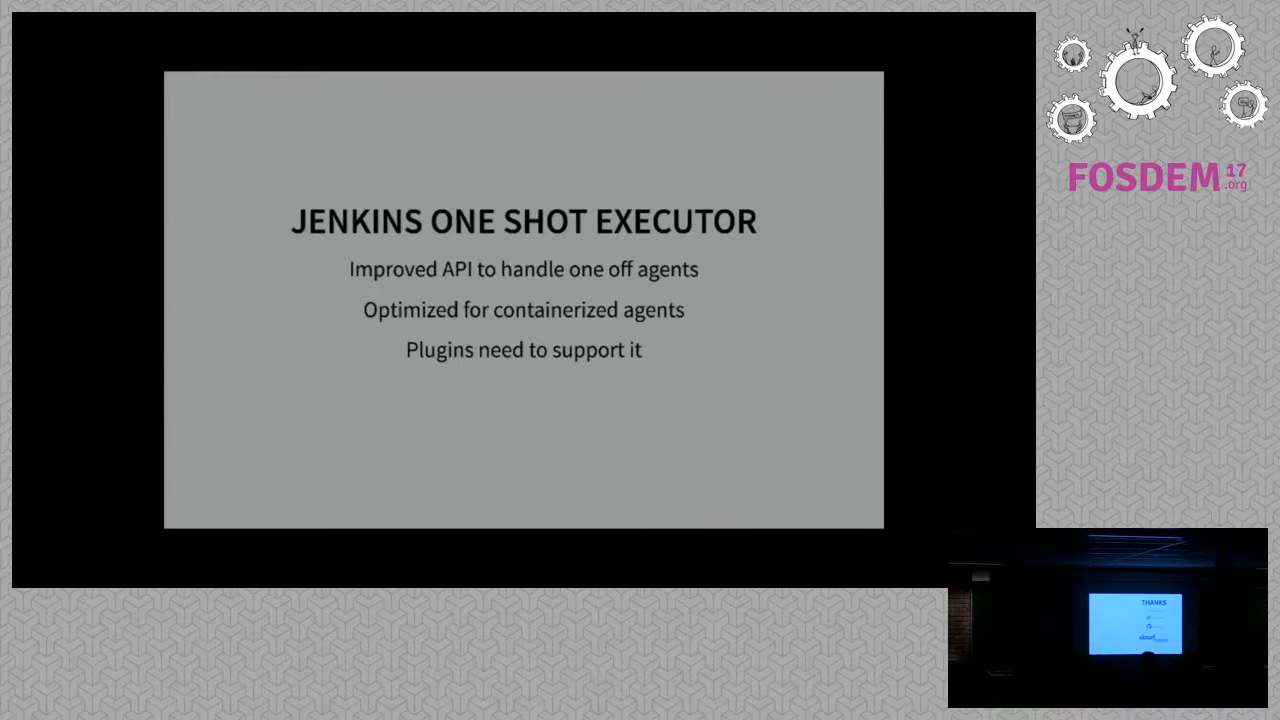 JENKINS ONE SHOT EXECUTOR
Improved API to handle one off agents
Optimized for containerized agents
Plugins need to support it
FOSDEM 17
.org
THANKS
cloud